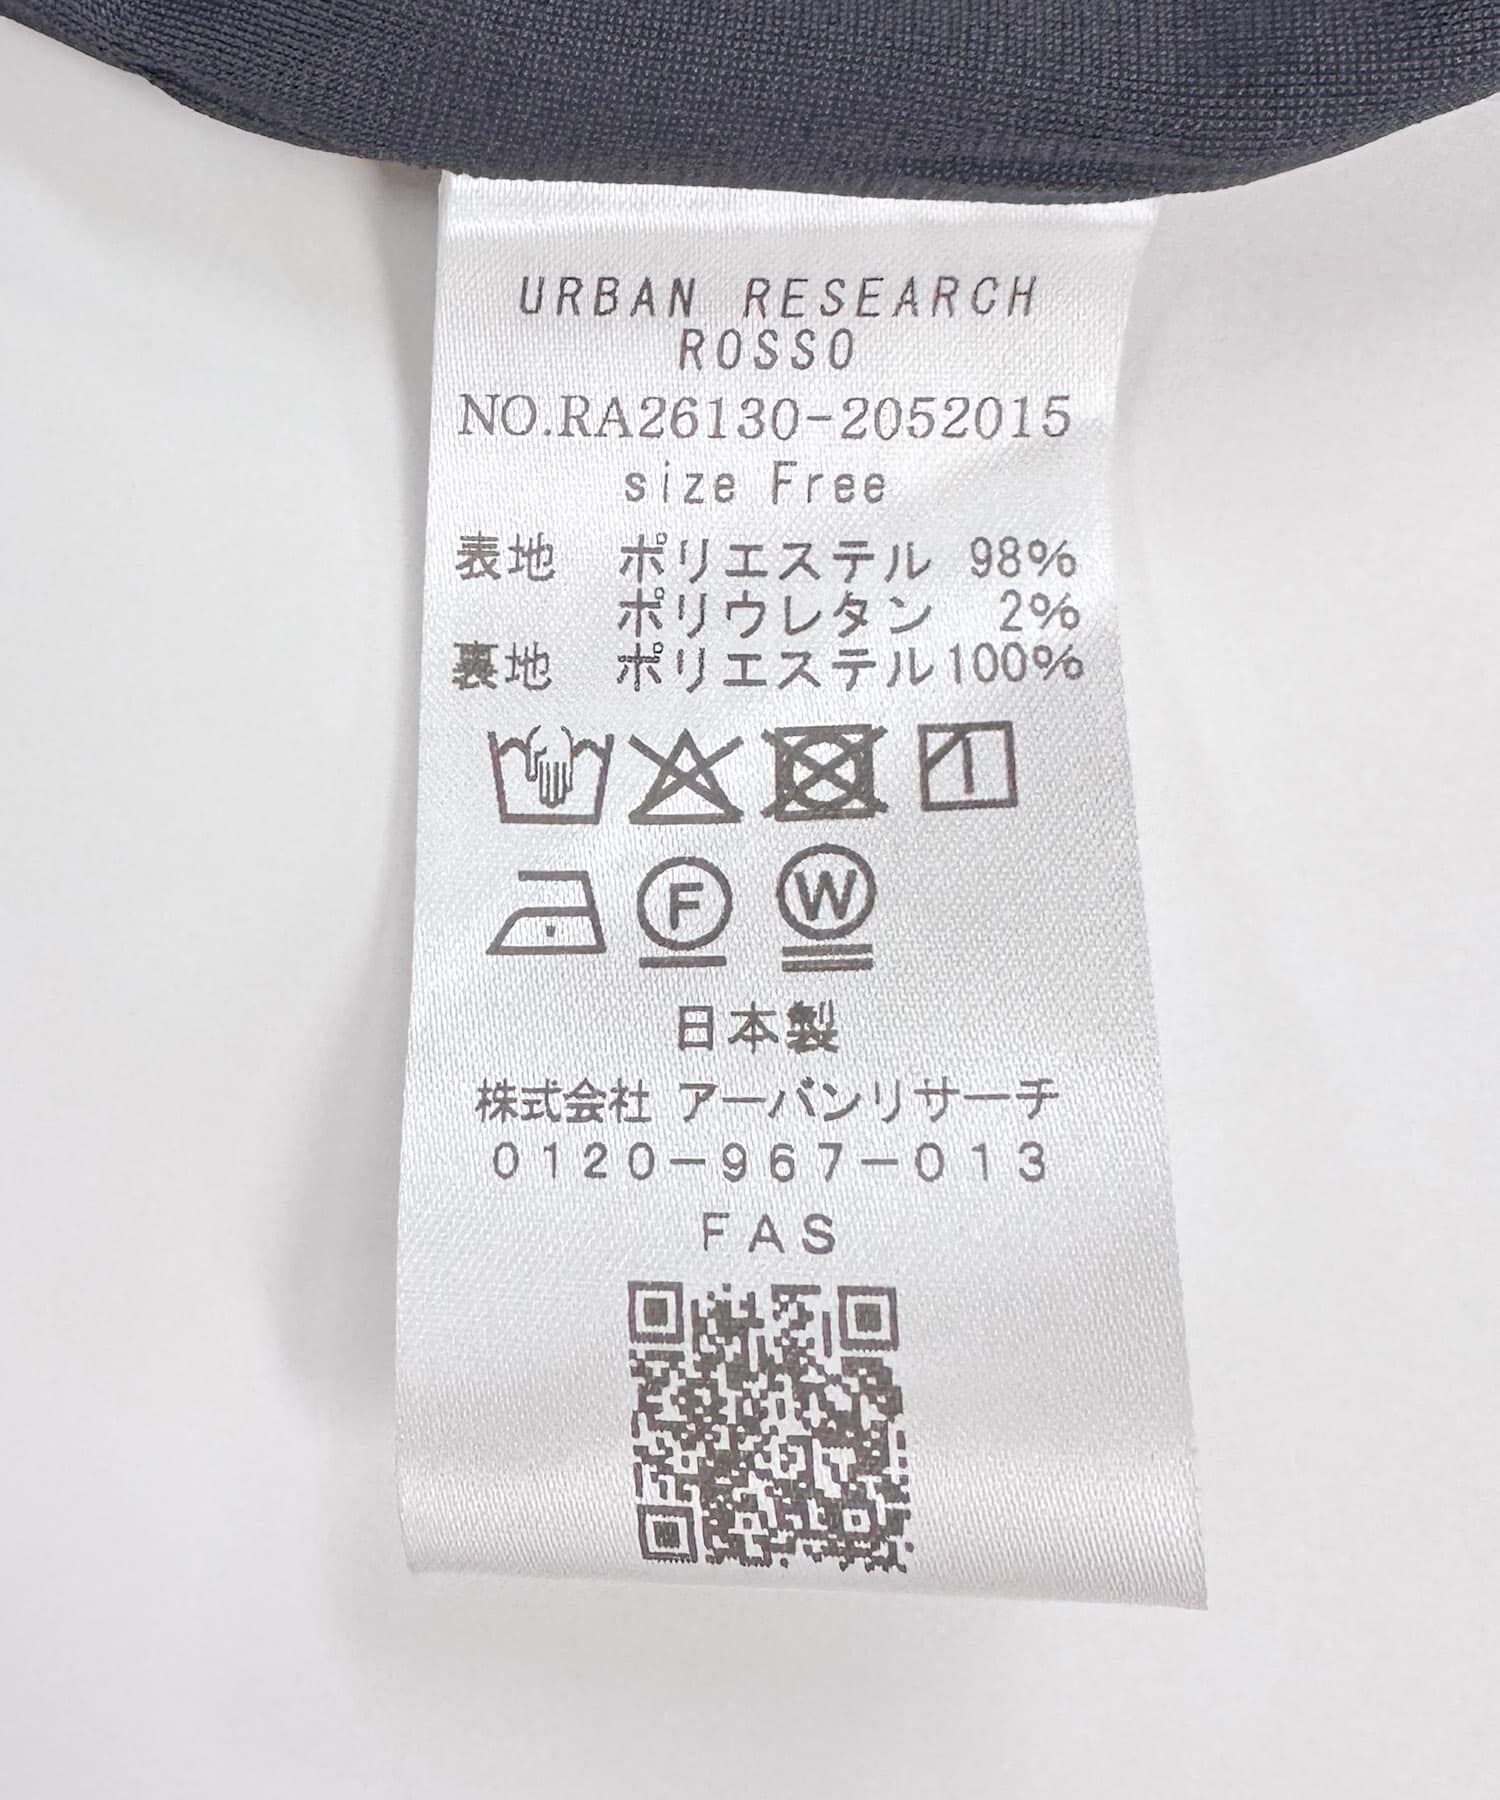 URBAN RESEARCH
ROSSO
NO.RA26130-2052015
size Free
表地 ポリエステル 98%
ポリウレタン 2%
裏地 ポリエステル100%
F W
日本製
株式会社 アーバンリサーチ
0120-967-013
FAS